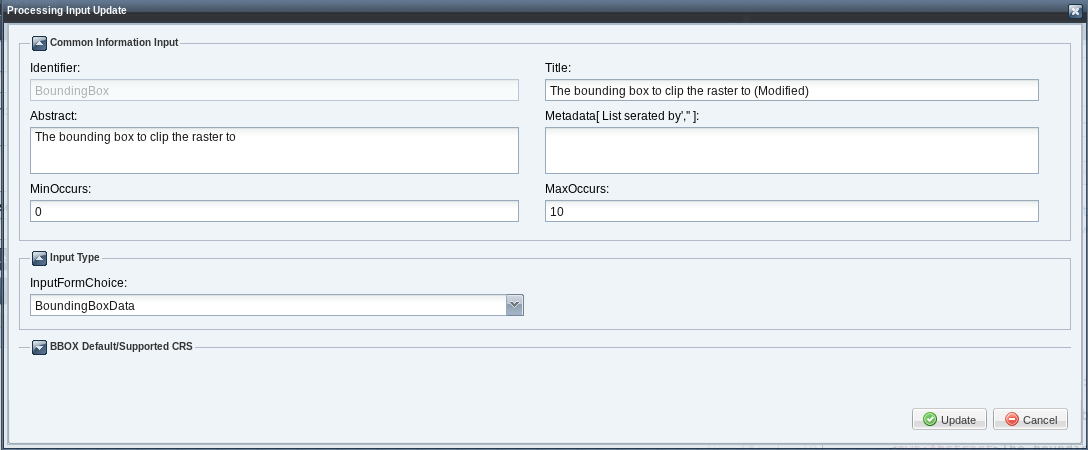 Processing Input Update
Common Information Input
Identifier:
Title:
BoundingBox
The bounding box to clip the raster to (Modified)
Abstract:
Metadata[ List serated by',"' ]:
The bounding box to clip the raster to
MinOccurs:
MaxOccurs:
0
10
Input Type
InputFormChoice:
BoundingBoxData
BBOX Default/Supported CRS
Update
Cancel